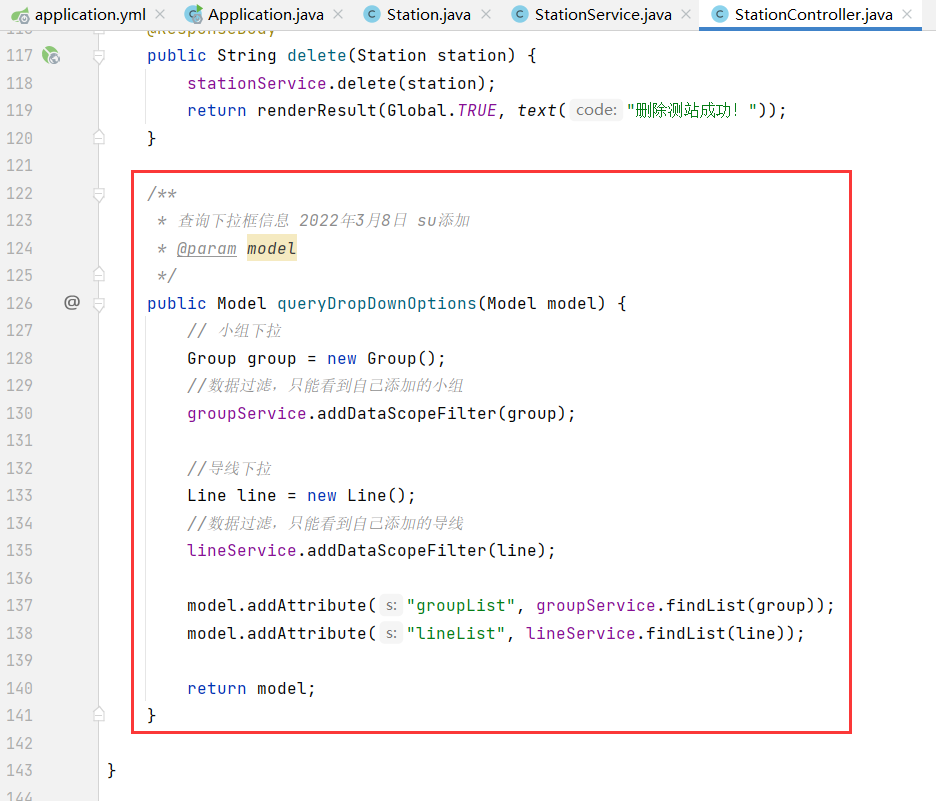 application.yml × Application.java × Station.java × StationService.java × StationController.java ×
@ResponseBody
117 public String delete(Station station) {
118 stationService.delete(station);
119 return renderResult(Global.TRUE, text( code: "删除测站成功！"));
120 }
121
122 /**
123 * 查询下拉框信息 2022年3月8日 su添加
124 * @param model
125 */
126 @ public Model queryDropDownOptions(Model model) {
127 // 小组下拉
128 Group group = new Group();
129 //数据过滤，只能看到自己添加的小组
130 groupService.addDataScopeFilter(group);
131
132 //导线下拉
133 Line line = new Line();
134 //数据过滤，只能看到自己添加的导线
135 lineService.addDataScopeFilter(line);
136
137 model.addAttribute( s: "groupList", groupService.findList(group));
138 model.addAttribute( s: "lineList", lineService.findList(line));
139
140 return model;
141 }
142
143 }
144